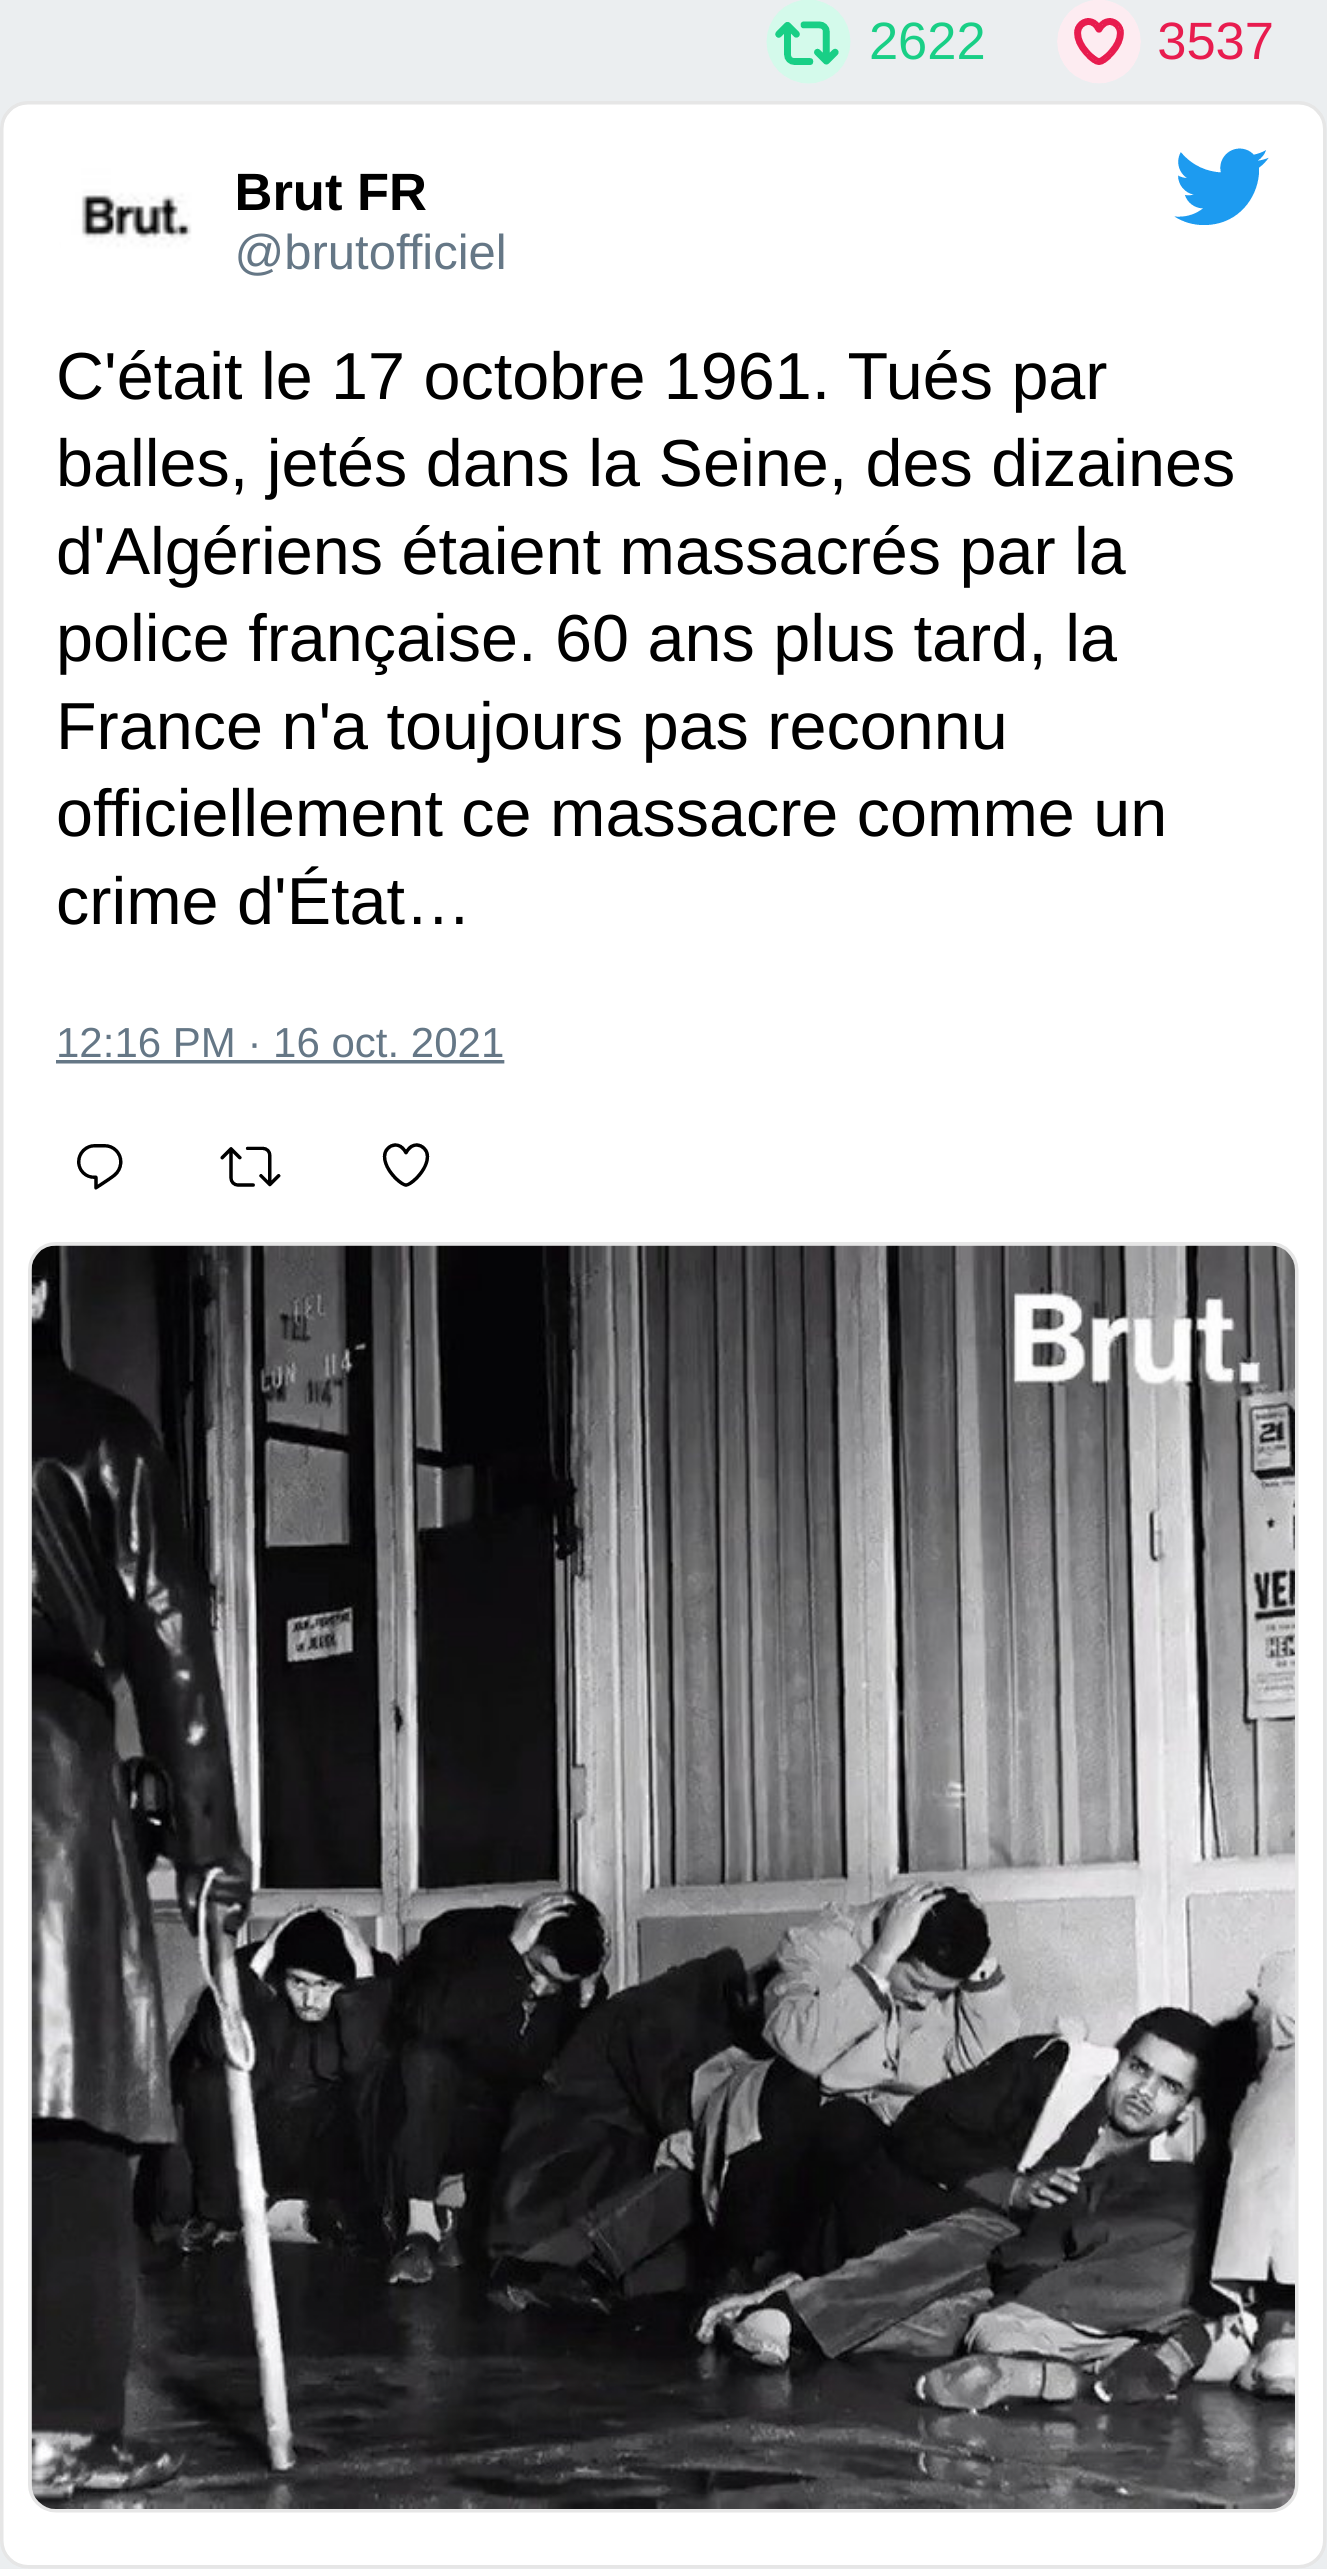 2622 3537
Brut.
Brut FR
@brutofficiel
C'était le 17 octobre 1961. Tués par
balles, jetés dans la Seine, des dizaines
d'Algériens étaient massacrés par la
police française. 60 ans plus tard, la
France n'a toujours pas reconnu
officiellement ce massacre comme un
crime d'État…
12:16 PM · 16 oct. 2021
Brut.
21